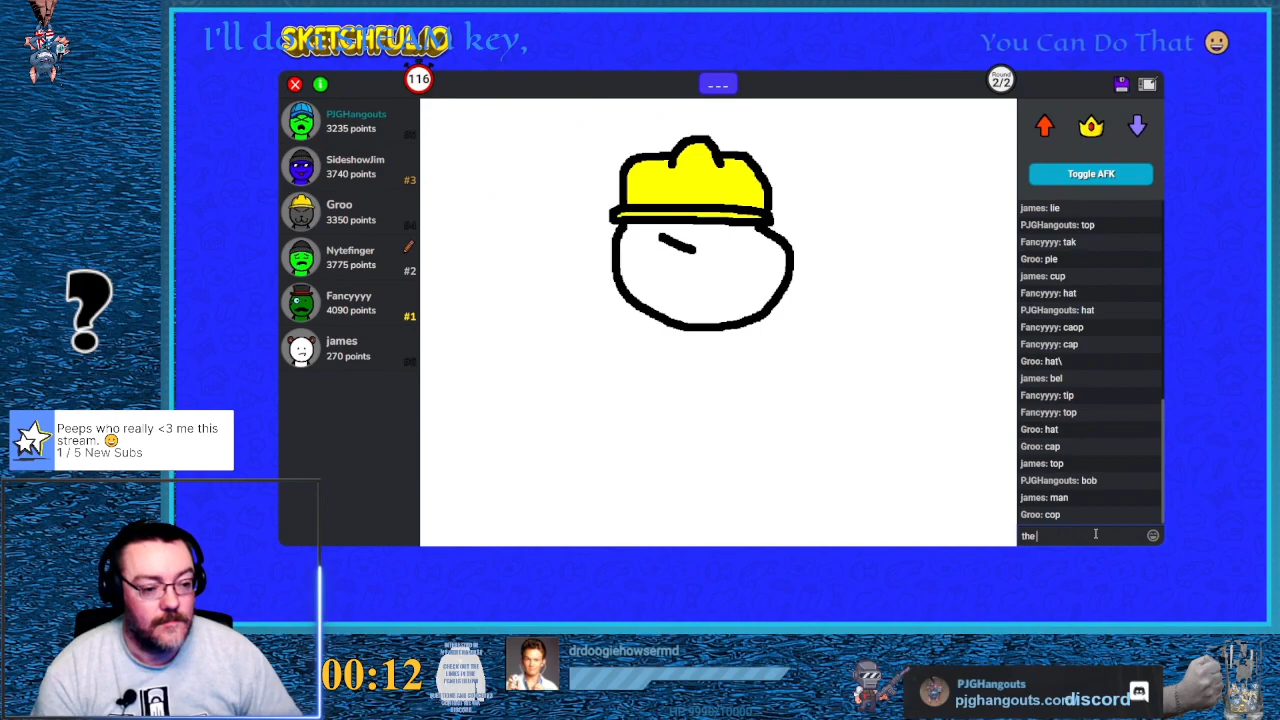 I'll do              key,
SKETCHFUL.IO
You Can Do That 😀
116
_ _ _
Round
2/2
PJGHangouts
3235 points
SideshowJim
3740 points
#3
Groo
3350 points
Nytefinger
3775 points
#2
Fancyyyy
4090 points
#1
james
270 points
Toggle AFK
james: lie
PJGHangouts: top
Fancyyyy: tak
Groo: pie
james: cup
Fancyyyy: hat
PJGHangouts: hat
Fancyyyy: caop
Fancyyyy: cap
Groo: hat\
james: bel
Fancyyyy: tip
Fancyyyy: top
Groo: hat
Groo: cap
james: top
PJGHangouts: bob
james: man
Groo: cop
the
?
Peeps who really <3 me this
stream. 😀
1 / 5 New Subs
00:12
drdoogiehowsermd
PJGHangouts
pjghangouts.com
discord